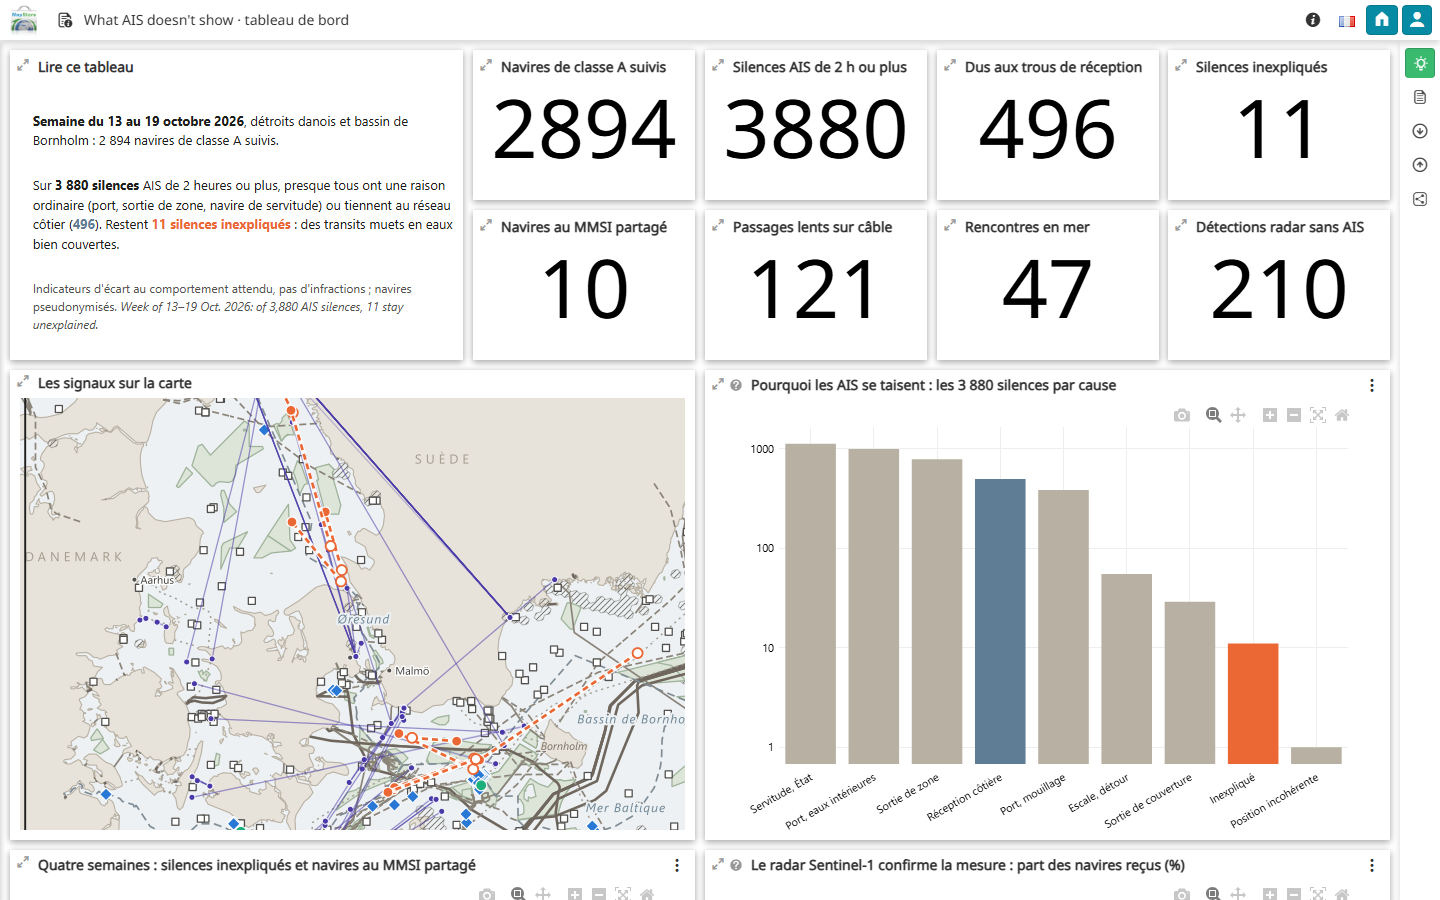 What AIS doesn't show · tableau de bord
Lire ce tableau
Semaine du 13 au 19 octobre 2026, détroits danois et bassin de
Bornholm : 2 894 navires de classe A suivis.
Sur 3 880 silences AIS de 2 heures ou plus, presque tous ont une raison
ordinaire (port, sortie de zone, navire de servitude) ou tiennent au réseau
côtier (496). Restent 11 silences inexpliqués : des transits muets en eaux
bien couvertes.
Indicateurs d'écart au comportement attendu, pas d'infractions ; navires
pseudonymisés. Week of 13–19 Oct. 2026: of 3,880 AIS silences, 11 stay
unexplained.
Navires de classe A suivis
2894
Silences AIS de 2 h ou plus
3880
Dus aux trous de réception
496
Silences inexpliqués
11
Navires au MMSI partagé
10
Passages lents sur câble
121
Rencontres en mer
47
Détections radar sans AIS
210
Les signaux sur la carte
SUÈDE
DANEMARK
Aarhus
Øresund
Malmö
Bassin de Bornho
Bornholm
Mer Baltique
Pourquoi les AIS se taisent : les 3 880 silences par cause
1000
100
10
1
Servitude, État
Port, eaux intérieures
Sortie de zone
Réception côtière
Port, mouillage
Escale, détour
Sortie de couverture
Inexpliqué
Position incohérente
Quatre semaines : silences inexpliqués et navires au MMSI partagé
Le radar Sentinel-1 confirme la mesure : part des navires reçus (%)